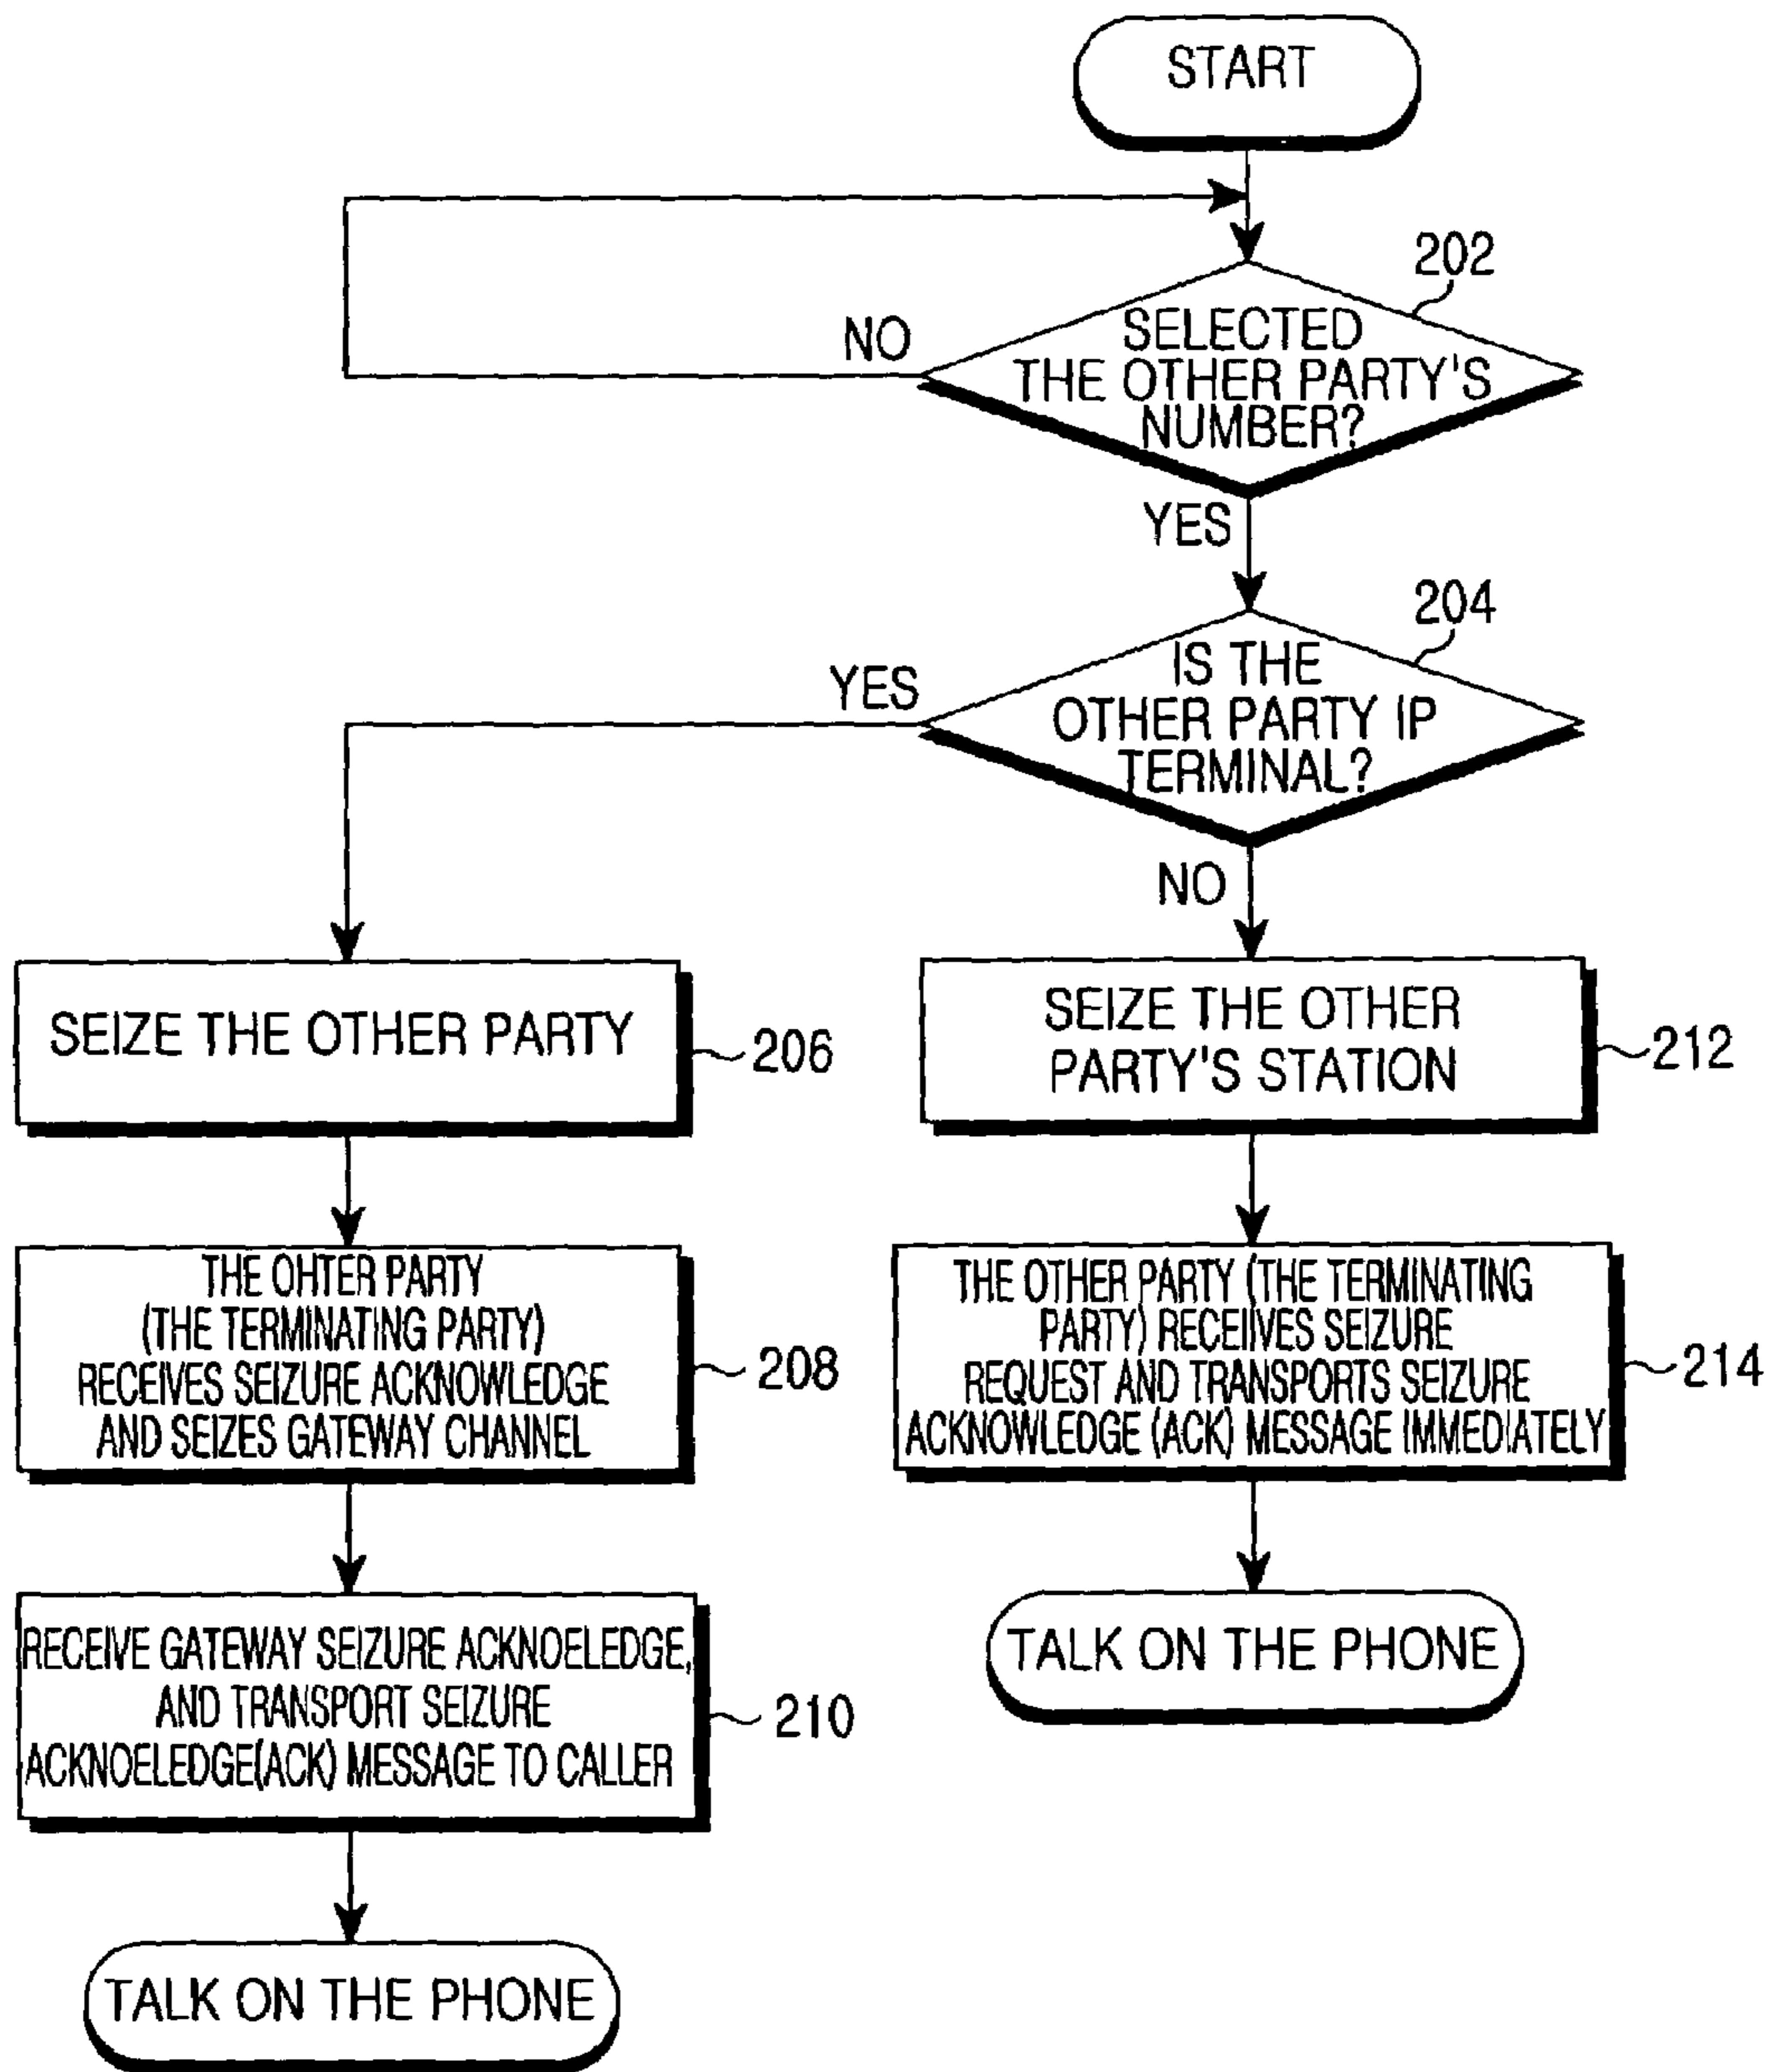 START
202
SELECTED
THE OTHER PARTY'S
NUMBER?
NO
YES
204
IS THE
OTHER PARTY IP
TERMINAL?
YES
NO
SEIZE THE OTHER PARTY
206
SEIZE THE OTHER
PARTY'S STATION
212
THE OHTER PARTY
(THE TERMINATING PARTY)
RECEIVES SEIZURE ACKNOWLEDGE
AND SEIZES GATEWAY CHANNEL
208
THE OTHER PARTY (THE TERMINATING
PARTY) RECEIIVES SEIZURE
REQUEST AND TRANSPORTS SEIZURE
ACKNOWLEDGE (ACK) MESSAGE IMMEDIATELY
214
RECEIVE GATEWAY SEIZURE ACKNOELEDGE,
AND TRANSPORT SEIZURE
ACKNOELEDGE(ACK) MESSAGE TO CALLER
210
TALK ON THE PHONE
TALK ON THE PHONE